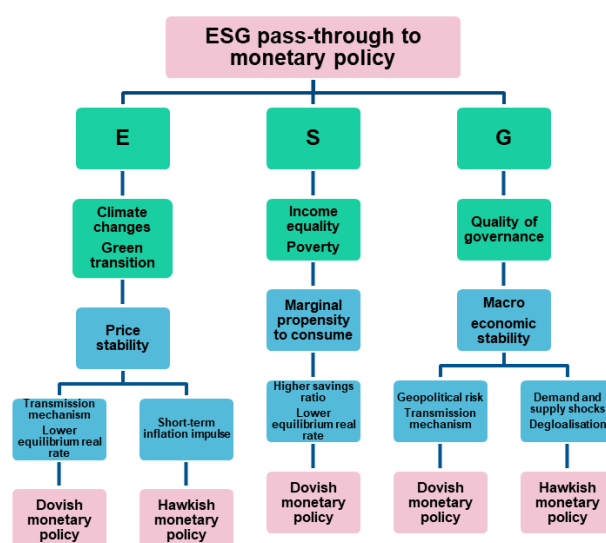 ESG pass-through to
monetary policy
E
S
G
Climate
changes
Green
transition
Income
equality
Poverty
Quality of
governance
Price
stability
Marginal
propensity
to consume
Macro
economic
stability
Transmission
mechanism
Lower
equilibrium real
rate
Short-term
inflation impulse
Higher savings
ratio
Lower
equilibrium real
rate
Geopolitical risk
Transmission
mechanism
Demand and
supply shocks
Degloalisation
Dovish
monetary
policy
Hawkish
monetary
policy
Dovish
monetary
policy
Dovish
monetary
policy
Hawkish
monetary
policy